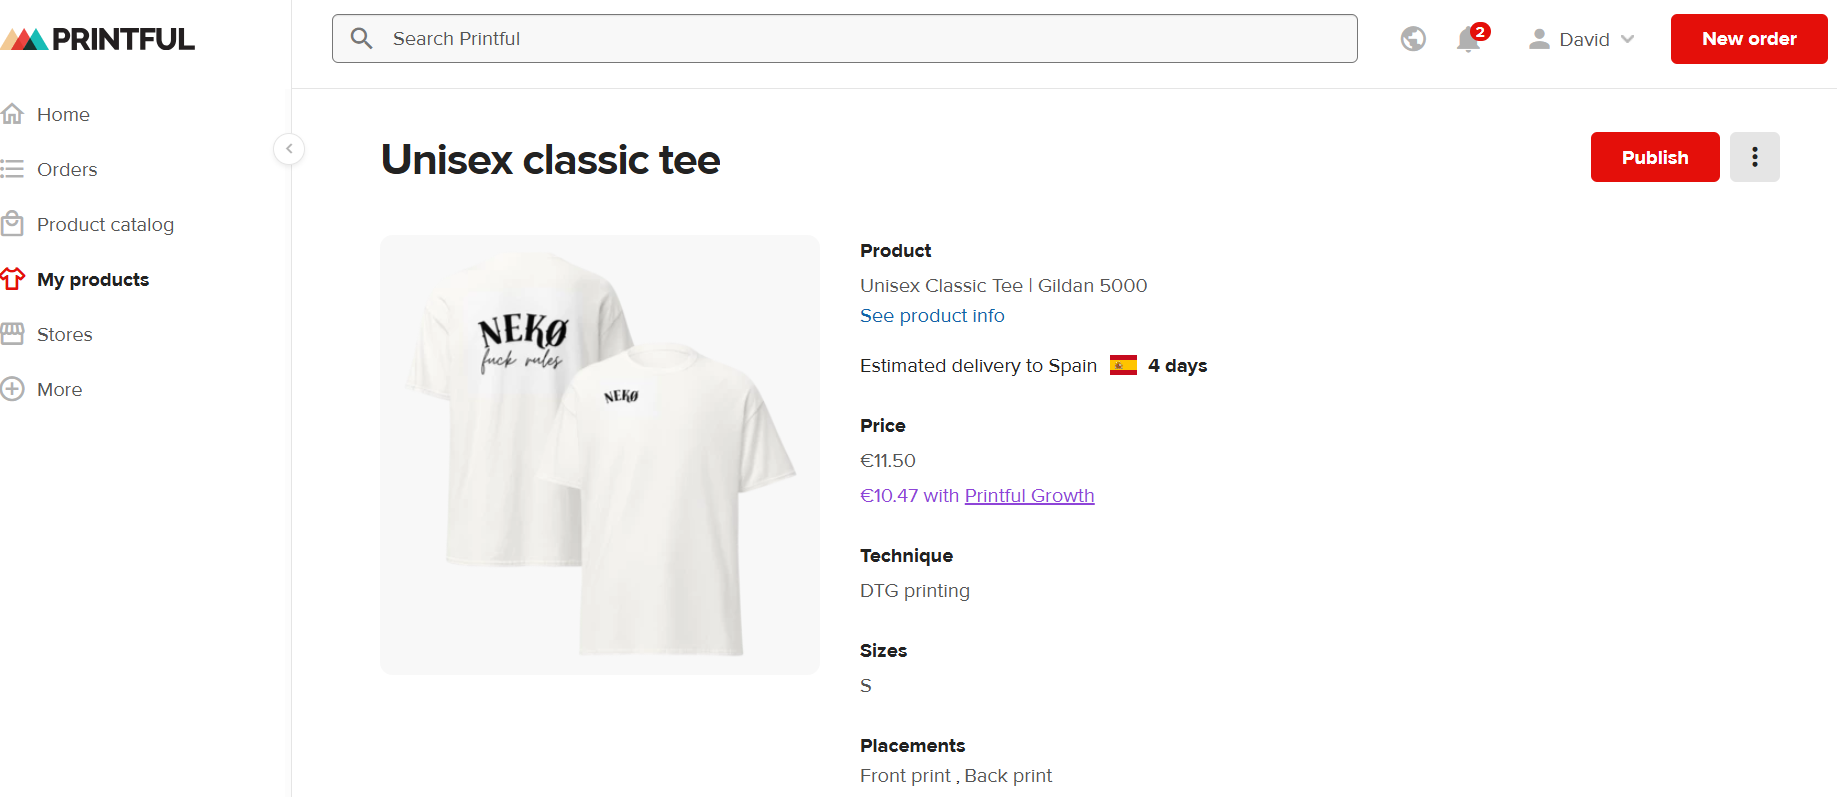 PRINTFUL
Search Printful
2
David
New order
Home
Orders
Product catalog
My products
Stores
More
Unisex classic tee
Publish
NEKØ
fuck rules
NEKØ
Product
Unisex Classic Tee | Gildan 5000
See product info
Estimated delivery to Spain 4 days
Price
€11.50
€10.47 with Printful Growth
Technique
DTG printing
Sizes
S
Placements
Front print , Back print